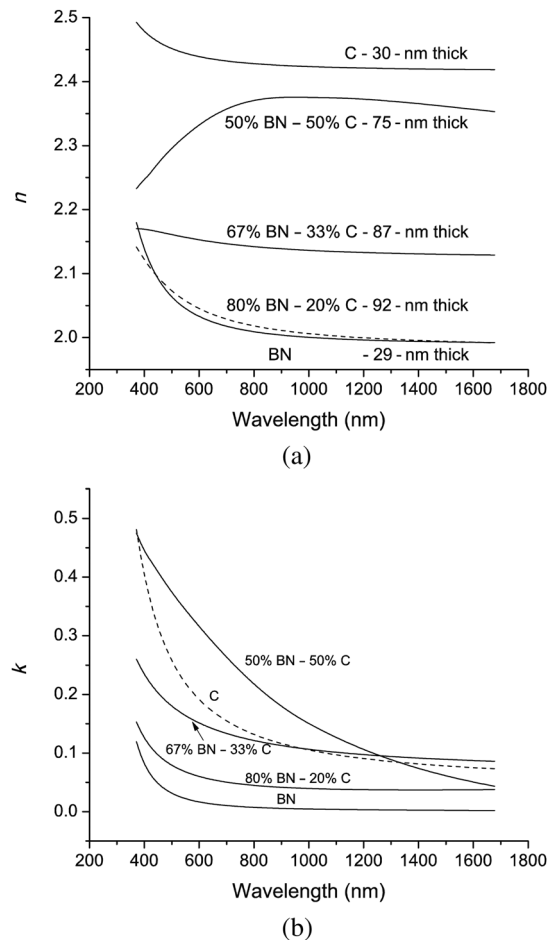 2.5
2.4
2.3
2.2
2.1
2.0
n
C - 30 - nm thick
50% BN – 50% C - 75 - nm thick
67% BN – 33% C - 87 - nm thick
80% BN – 20% C - 92 - nm thick
BN - 29 - nm thick
200 400 600 800 1000 1200 1400 1600 1800
Wavelength (nm)
(a)
0.5
0.4
0.3
0.2
0.1
0.0
k
50% BN – 50% C
C
67% BN – 33% C
80% BN – 20% C
BN
200 400 600 800 1000 1200 1400 1600 1800
Wavelength (nm)
(b)